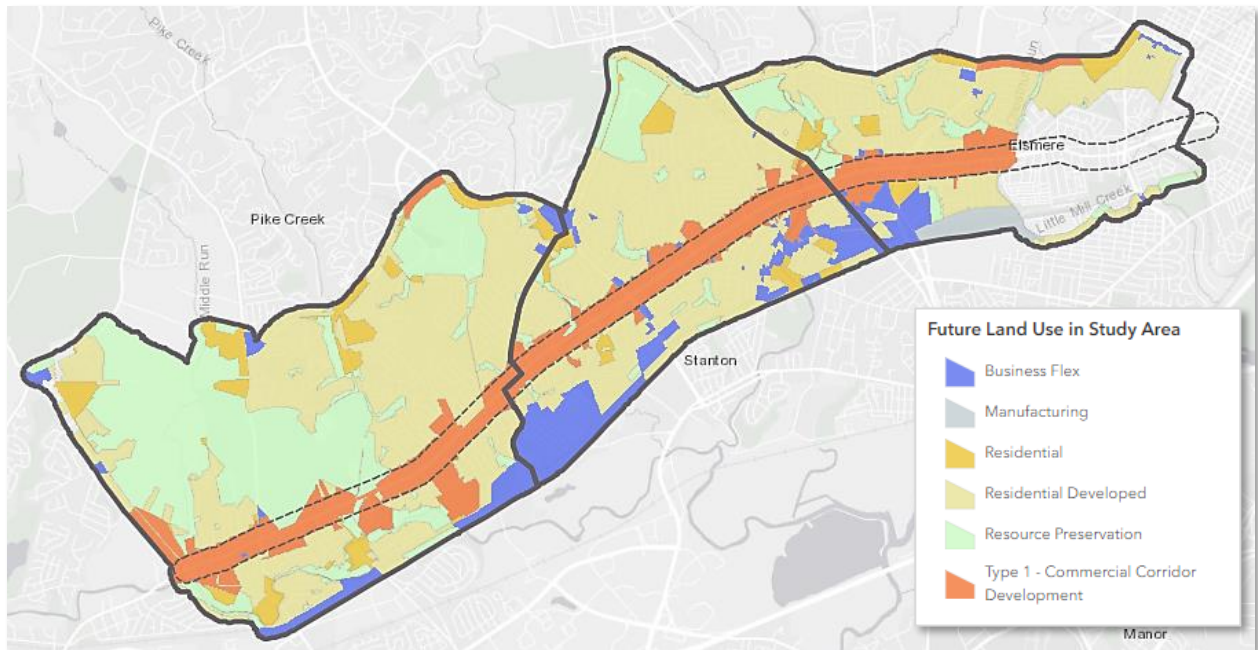 Pike Creek
Elsmere
Little Mill Creek
Pike Creek
Middle Run
Stanton
Future Land Use in Study Area
Business Flex
Manufacturing
Residential
Residential Developed
Resource Preservation
Type 1 - Commercial Corridor
Development
Manor